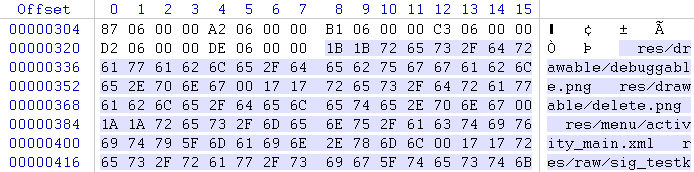 Offset 0 1 2 3 4 5 6 7 8 9 10 11 12 13 14 15
00000304 87 06 00 00 A2 06 00 00 B1 06 00 00 C3 06 00 00 ¢ ± Ã
00000320 D2 06 00 00 DE 06 00 00 1B 1B 72 65 73 2F 64 72 Ò Þ res/dr
00000336 61 77 61 62 6C 65 2F 64 65 62 75 67 67 61 62 6C awable/debuggabl
00000352 65 2E 70 6E 67 00 17 17 72 65 73 2F 64 72 61 77 e.png res/draw
00000368 61 62 6C 65 2F 64 65 6C 65 74 65 2E 70 6E 67 00 able/delete.png
00000384 1A 1A 72 65 73 2F 6D 65 6E 75 2F 61 63 74 69 76 res/menu/activ
00000400 69 74 79 5F 6D 61 69 6E 2E 78 6D 6C 00 17 17 72 ity_main.xml r
00000416 65 73 2F 72 61 77 2F 73 69 67 5F 74 65 73 74 6B es/raw/sig_testk